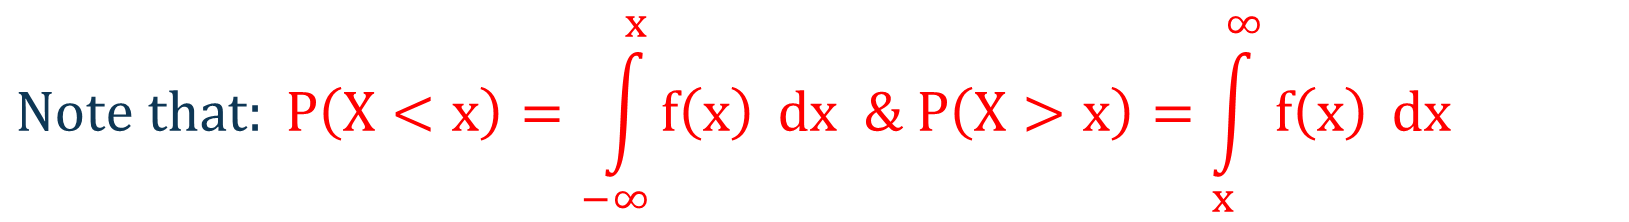 Note that: P(X < x) = ∫_{−∞}^{x} f(x) dx & P(X > x) = ∫_{x}^{∞} f(x) dx